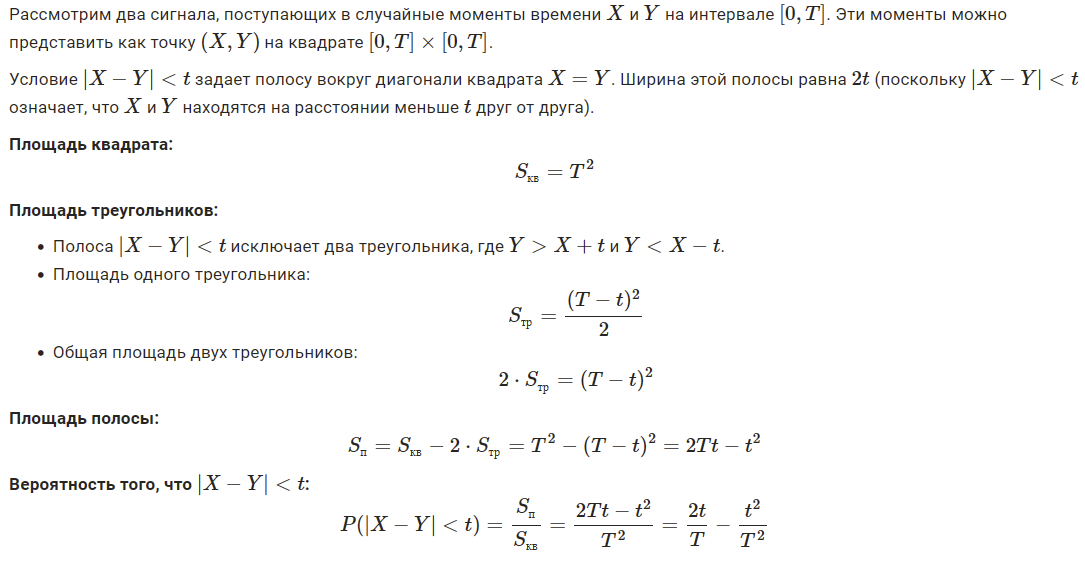 Рассмотрим два сигнала, поступающих в случайные моменты времени X и Y на интервале [0, T]. Эти моменты можно
представить как точку (X, Y) на квадрате [0, T] × [0, T].
Условие |X − Y| < t задает полосу вокруг диагонали квадрата X = Y. Ширина этой полосы равна 2t (поскольку |X − Y| < t
означает, что X и Y находятся на расстоянии меньше t друг от друга).
Площадь квадрата:
S_кв = T^2
Площадь треугольников:
• Полоса |X − Y| < t исключает два треугольника, где Y > X + t и Y < X − t.
• Площадь одного треугольника:
S_тр = (T − t)^2 / 2
• Общая площадь двух треугольников:
2 · S_тр = (T − t)^2
Площадь полосы:
S_п = S_кв − 2 · S_тр = T^2 − (T − t)^2 = 2Tt − t^2
Вероятность того, что |X − Y| < t:
P(|X − Y| < t) = S_п / S_кв = (2Tt − t^2) / T^2 = 2t / T − t^2 / T^2